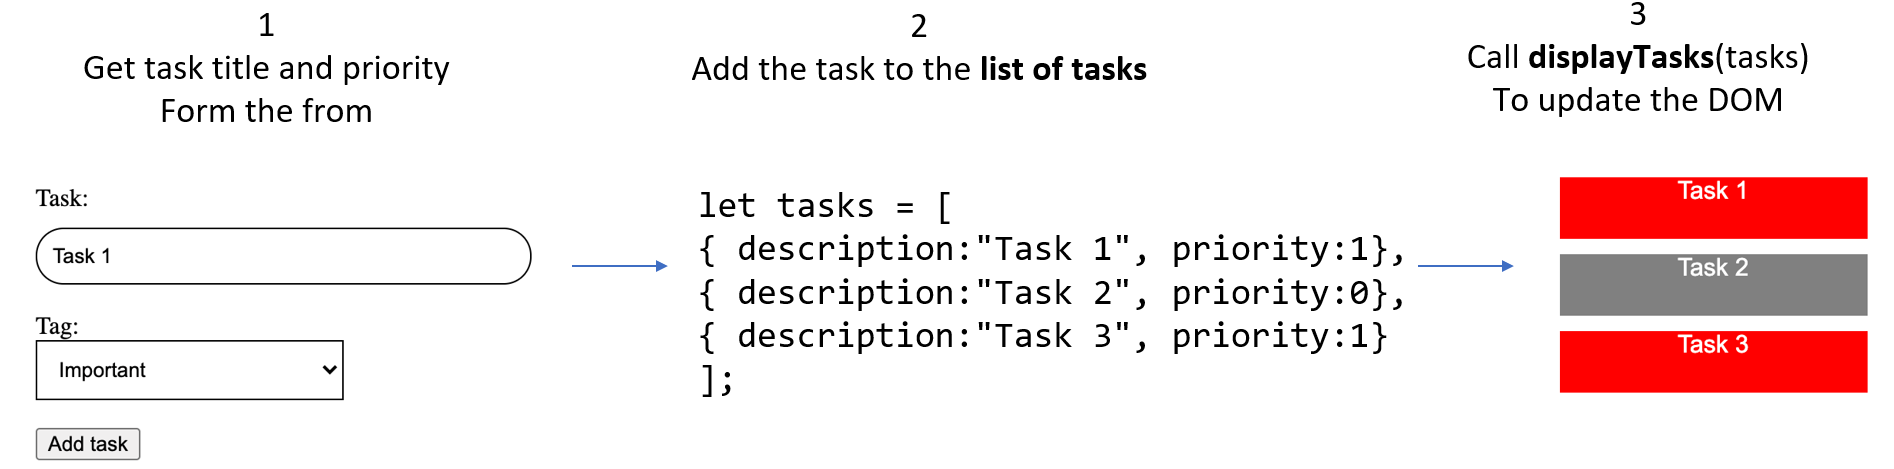 1
Get task title and priority
Form the from
Task:
Task 1
Tag:
Important
Add task
2
Add the task to the list of tasks
let tasks = [
{ description:"Task 1", priority:1},
{ description:"Task 2", priority:0},
{ description:"Task 3", priority:1}
];
3
Call displayTasks(tasks)
To update the DOM
Task 1
Task 2
Task 3